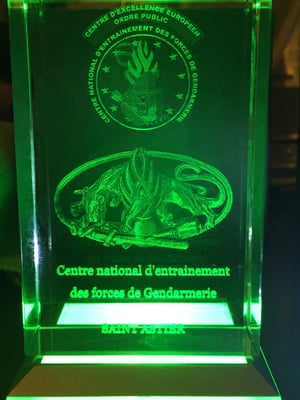 CENTRE D'EXCELLENCE EUROPEEN
ORDRE PUBLIC
CENTRE NATIONAL D'ENTRAINEMENT DES FORCES DE GENDARMERIE
Centre national d'entrainement
des forces de Gendarmerie
SAINT ASTIER